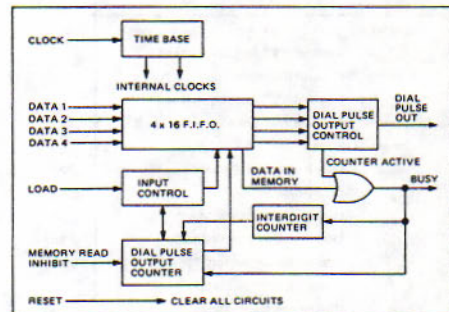 CLOCK
TIME BASE
INTERNAL CLOCKS
DATA 1
DATA 2
DATA 3
DATA 4
4 x 16 F.I.F.O.
DIAL PULSE
OUTPUT
CONTROL
DIAL
PULSE
OUT
COUNTER ACTIVE
DATA IN
MEMORY
BUSY
LOAD
INPUT
CONTROL
INTERDIGIT
COUNTER
MEMORY READ
INHIBIT
DIAL PULSE
OUTPUT
COUNTER
RESET
CLEAR ALL CIRCUITS